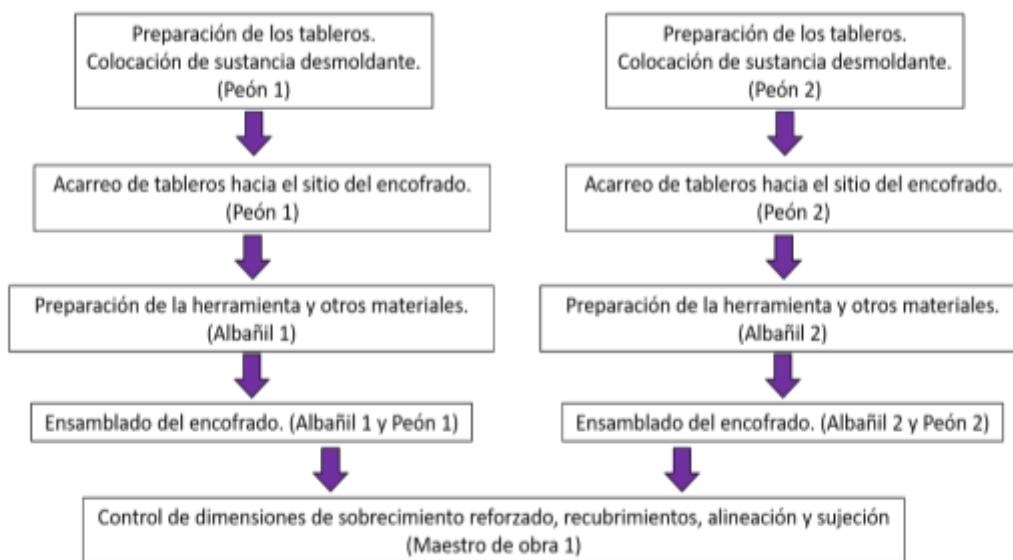 Preparación de los tableros.
Colocación de sustancia desmoldante.
(Peón 1)
Acarreo de tableros hacia el sitio del encofrado.
(Peón 1)
Preparación de la herramienta y otros materiales.
(Albañil 1)
Ensamblado del encofrado. (Albañil 1 y Peón 1)
Preparación de los tableros.
Colocación de sustancia desmoldante.
(Peón 2)
Acarreo de tableros hacia el sitio del encofrado.
(Peón 2)
Preparación de la herramienta y otros materiales.
(Albañil 2)
Ensamblado del encofrado. (Albañil 2 y Peón 2)
Control de dimensiones de sobrecimiento reforzado, recubrimientos, alineación y sujeción
(Maestro de obra 1)